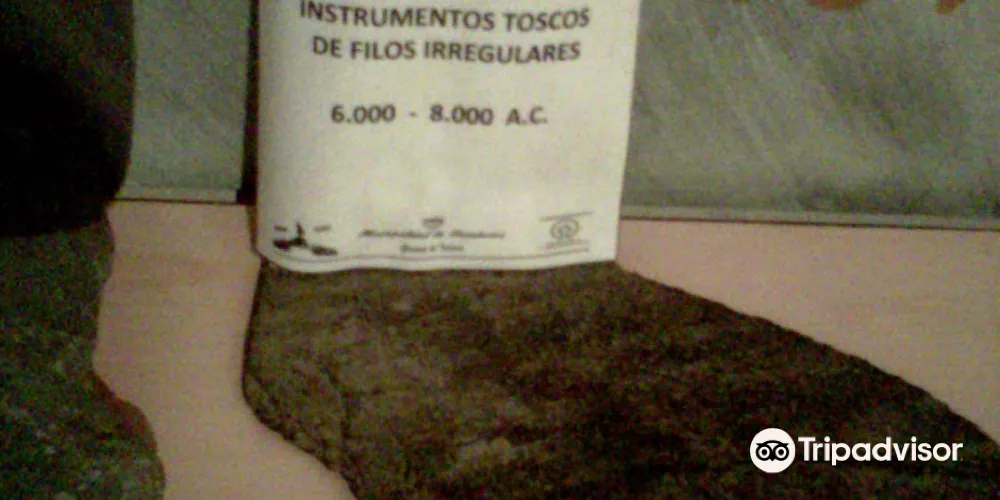 INSTRUMENTOS TOSCOS
DE FILOS IRREGULARES
6.000 - 8.000 A.C.
Tripadvisor